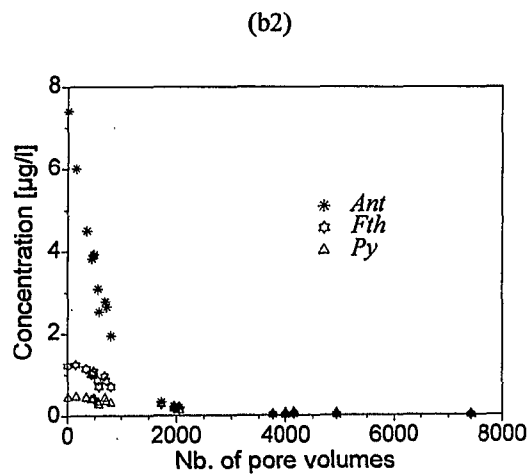 (b2)
8
6
4
2
0
Concentration [µg/l]
Ant
Fth
Py
0 2000 4000 6000 8000
Nb. of pore volumes